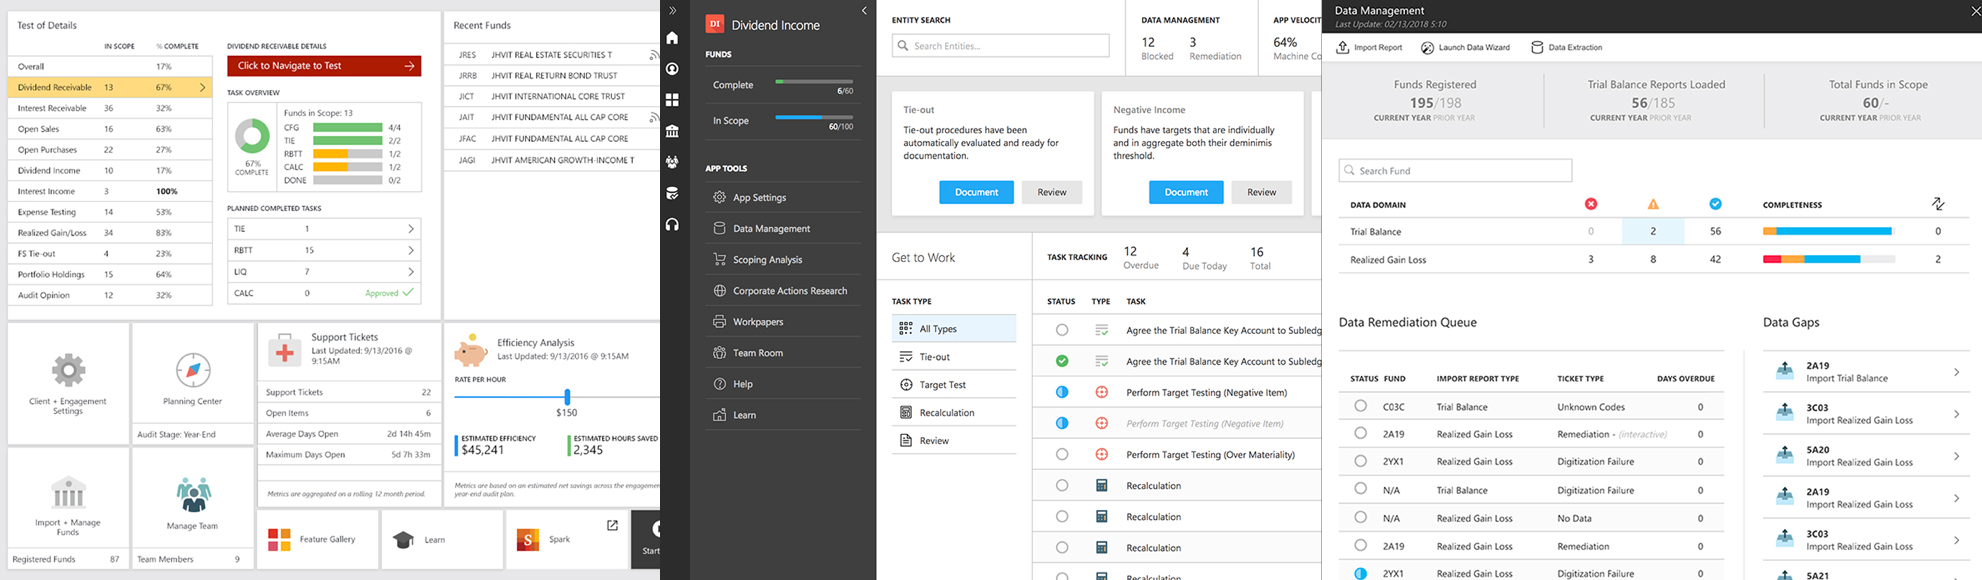 Test of Details
IN SCOPE % COMPLETE
Overall 17%
Dividend Receivable 13 67%
Interest Receivable 36 32%
Open Sales 16 63%
Open Purchases 22 27%
Dividend Income 10 17%
Interest Income 3 100%
Expense Testing 14 53%
Realized Gain/Loss 34 83%
FS Tie-out 4 23%
Portfolio Holdings 15 64%
Audit Opinion 12 32%
DIVIDEND RECEIVABLE DETAILS
Click to Navigate to Test
TASK OVERVIEW
67%
COMPLETE
Funds in Scope: 13
CFG 4/4
TIE 2/2
RBTT 1/2
CALC 1/2
DONE 0/2
PLANNED COMPLETED TASKS
TIE 1
RBTT 15
LIQ 7
CALC 0 Approved
Recent Funds
JRES JHVIT REAL ESTATE SECURITIES T
JRRB JHVIT REAL RETURN BOND TRUST
JICT JHVIT INTERNATIONAL CORE TRUST
JAIT JHVIT FUNDAMENTAL ALL CAP CORE
JFAC JHVIT FUNDAMENTAL ALL CAP CORE
JAGI JHVIT AMERICAN GROWTH-INCOME T
Client + Engagement
Settings
Planning Center
Audit Stage: Year-End
Support Tickets
Last Updated: 9/13/2016 @
9:15AM
Support Tickets 22
Open Items 6
Average Days Open 2d 14h 45m
Maximum Days Open 5d 7h 33m
Metrics are aggregated on a rolling 12 month period.
Efficiency Analysis
Last Updated: 9/13/2016 @ 9:15AM
RATE PER HOUR
$150
ESTIMATED EFFICIENCY
$45,241
ESTIMATED HOURS SAVED
2,345
Metrics are based on an estimated net savings across the engagement
year-end audit plan.
Import + Manage
Funds
Registered Funds 87
Manage Team
Team Members 9
Feature Gallery
Learn
S Spark
Start
DI Dividend Income
FUNDS
Complete
6/60
In Scope
60/100
APP TOOLS
App Settings
Data Management
Scoping Analysis
Corporate Actions Research
Workpapers
Team Room
Help
Learn
ENTITY SEARCH
Search Entities...
DATA MANAGEMENT
12 3
Blocked Remediation
APP VELOCIT
64%
Machine Co
Tie-out
Tie-out procedures have been
automatically evaluated and ready for
documentation.
Document Review
Negative Income
Funds have targets that are individually
and in aggregate both their deminimis
threshold.
Document Review
Get to Work
TASK TYPE
All Types
Tie-out
Target Test
Recalculation
Review
TASK TRACKING
12 4 16
Overdue Due Today Total
STATUS TYPE TASK
Agree the Trial Balance Key Account to Subledg
Agree the Trial Balance Key Account to Subledg
Perform Target Testing (Negative Item)
Perform Target Testing (Negative Item)
Perform Target Testing (Over Materiality)
Recalculation
Recalculation
Recalculation
Recalculation
Data Management
Last Update: 02/13/2018 5:10
Import Report Launch Data Wizard Data Extraction
Funds Registered
195/198
CURRENT YEAR PRIOR YEAR
Trial Balance Reports Loaded
56/185
CURRENT YEAR PRIOR YEAR
Total Funds in Scope
60/-
CURRENT YEAR PRIOR YEAR
Search Fund
DATA DOMAIN COMPLETENESS
Trial Balance 0 2 56 0
Realized Gain Loss 3 8 42 2
Data Remediation Queue
STATUS FUND IMPORT REPORT TYPE TICKET TYPE DAYS OVERDUE
C03C Trial Balance Unknown Codes 0
2A19 Realized Gain Loss Remediation - (interactive) 0
2YX1 Realized Gain Loss Digitization Failure 0
N/A Trial Balance Digitization Failure 0
N/A Realized Gain Loss No Data 0
2A19 Realized Gain Loss Remediation 0
2YX1 Realized Gain Loss Digitization Failure 0
Data Gaps
2A19
Import Trial Balance
3C03
Import Realized Gain Loss
5A20
Import Realized Gain Loss
2A19
Import Realized Gain Loss
3C03
Import Realized Gain Loss
5A21